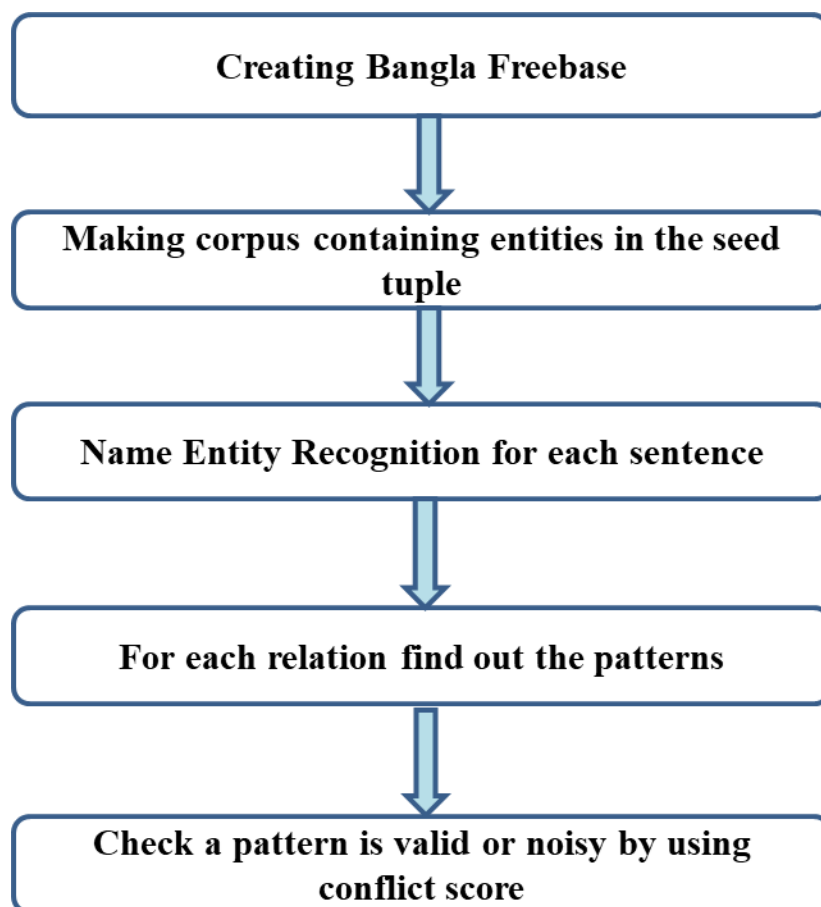 Creating Bangla Freebase
Making corpus containing entities in the seed
tuple
Name Entity Recognition for each sentence
For each relation find out the patterns
Check a pattern is valid or noisy by using
conflict score